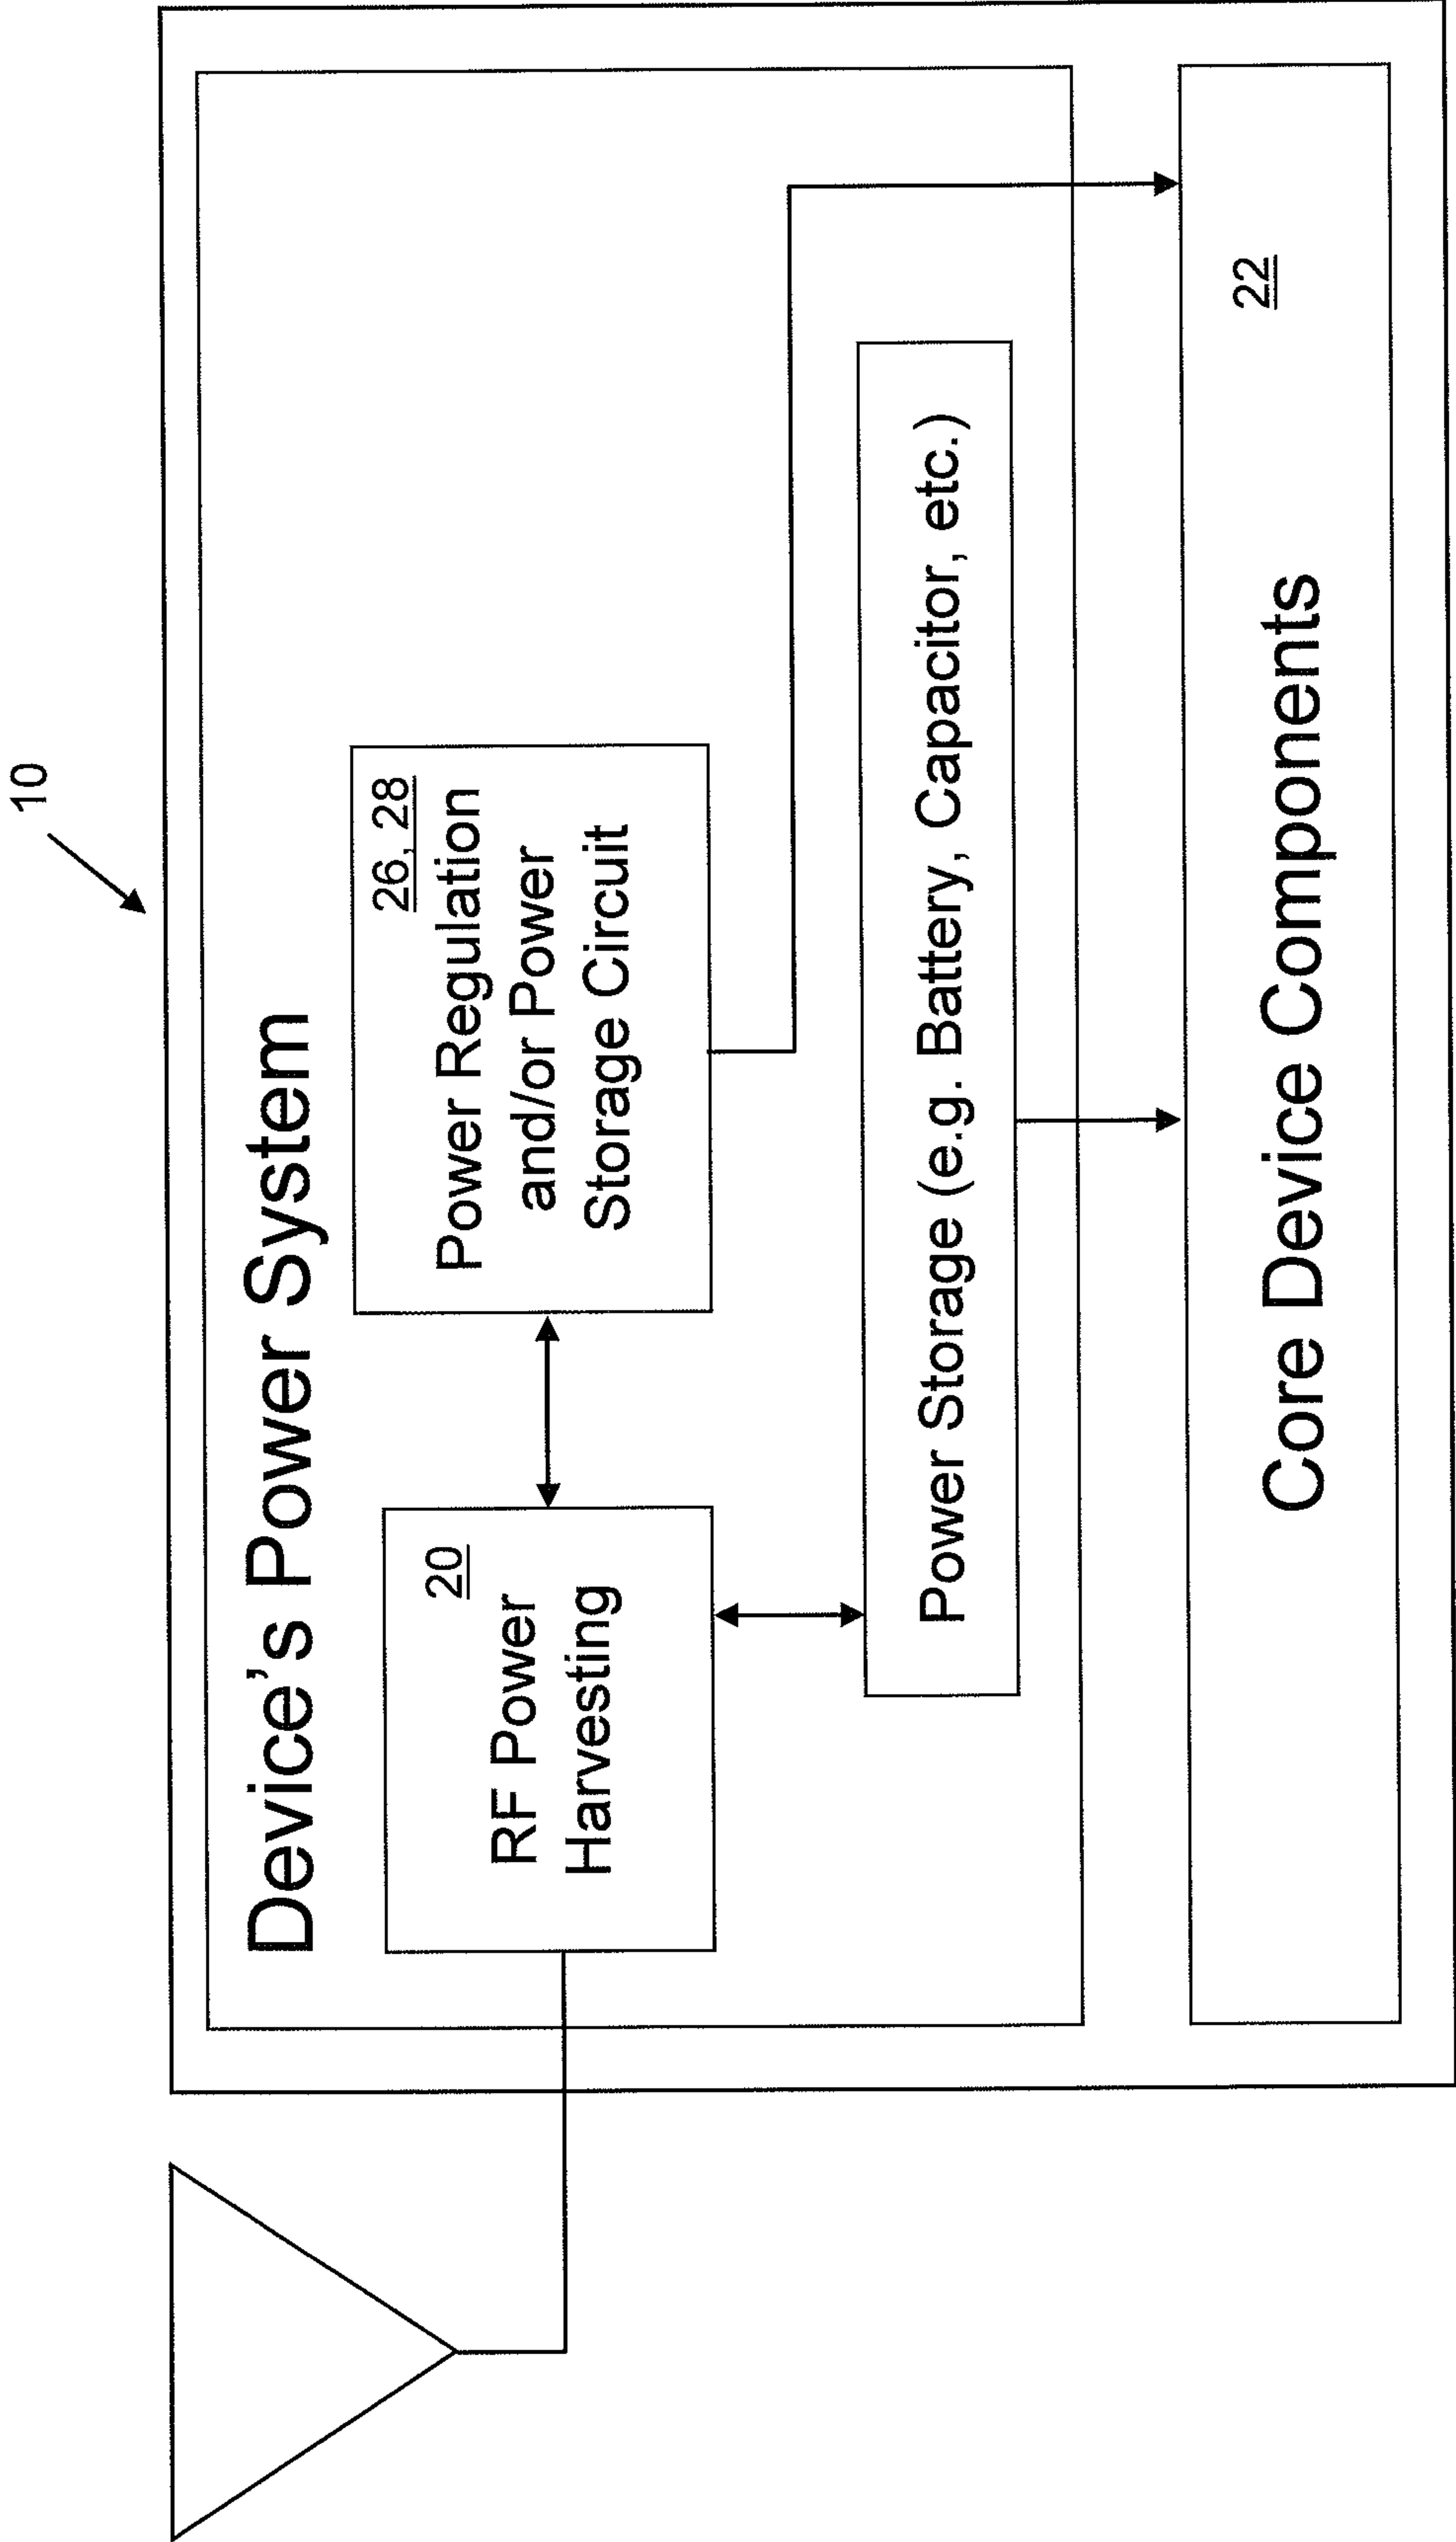 10
Device’s Power System
20
RF Power
Harvesting
26, 28
Power Regulation
and/or Power
Storage Circuit
Power Storage (e.g. Battery, Capacitor, etc.)
22
Core Device Components